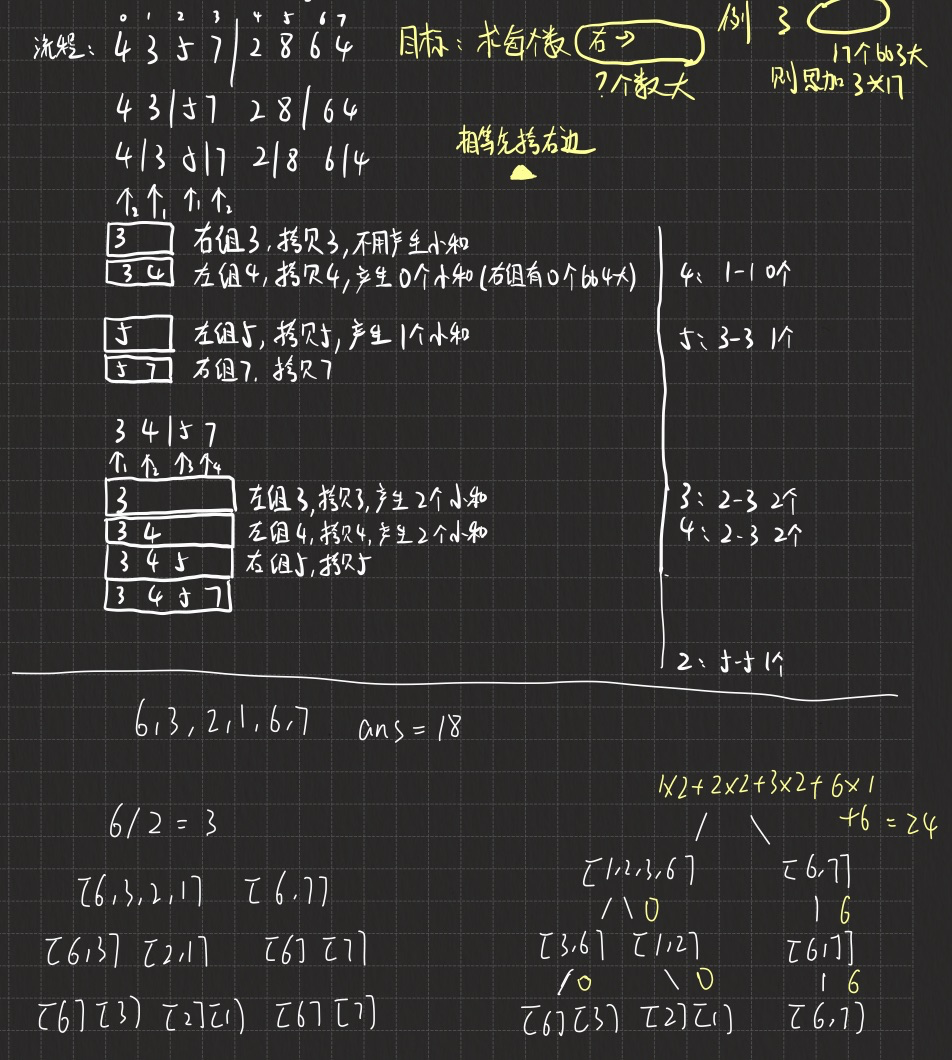 0 1 2 3 4 5 6 7
流程: 4 3 5 7 | 2 8 6 4
目标: 求每个数 右→
?个数大
例 3
17个比3大
则累加 3×17
4 3 | 5 7 2 8 | 6 4
相等先拷右边
4 | 3 5 | 7 2 | 8 6 | 4
↑2 ↑1 ↑1 ↑2
3 右组3, 拷贝3, 不用产生小和
3 4 左组4, 拷贝4, 产生0个小和 (右组有0个比4大)
4: 1-1 0个
5 左组5, 拷贝5, 产生1个小和
5: 3-3 1个
5 7 右组7, 拷贝7
3 4 | 5 7
↑1 ↑2 ↑3 ↑4
3 左组3, 拷贝3, 产生2个小和
3: 2-3 2个
3 4 左组4, 拷贝4, 产生2个小和
4: 2-3 2个
3 4 5 右组5, 拷贝5
3 4 5 7
2: 5-5 1个
6, 3, 2, 1, 6, 7 ans = 18
1×2+2×2+3×2+6×1
+6 = 24
6/2 = 3
[6,3,2,1] [6,7]
[6,3] [2,1] [6] [7]
[6] [3] [2] [1] [6] [7]
[1,2,3,6] [6,7]
0 6
[3,6] [1,2] [6,7]
0 0 6
[6] [3] [2] [1] [6,7]